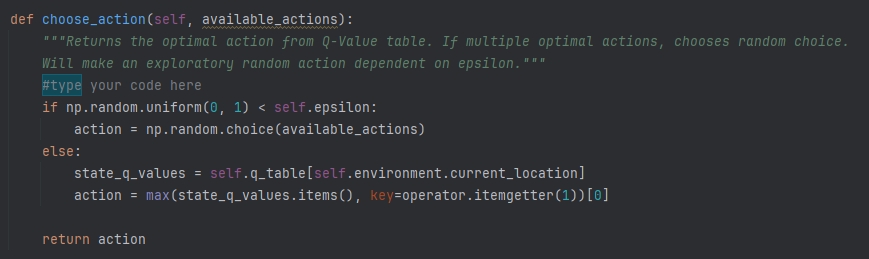 def choose_action(self, available_actions):
    """Returns the optimal action from Q-Value table. If multiple optimal actions, chooses random choice.
    Will make an exploratory random action dependent on epsilon."""
    #type your code here
    if np.random.uniform(0, 1) < self.epsilon:
        action = np.random.choice(available_actions)
    else:
        state_q_values = self.q_table[self.environment.current_location]
        action = max(state_q_values.items(), key=operator.itemgetter(1))[0]
    return action